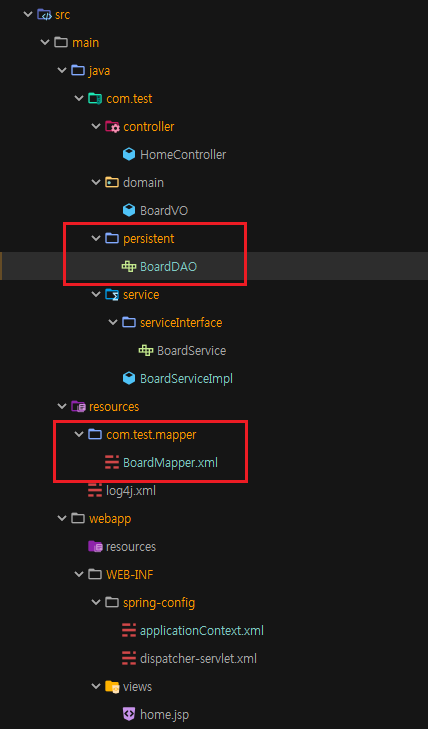 src
main
java
com.test
controller
HomeController
domain
BoardVO
persistent
BoardDAO
service
serviceInterface
BoardService
BoardServiceImpl
resources
com.test.mapper
BoardMapper.xml
log4j.xml
webapp
resources
WEB-INF
spring-config
applicationContext.xml
dispatcher-servlet.xml
views
home.jsp